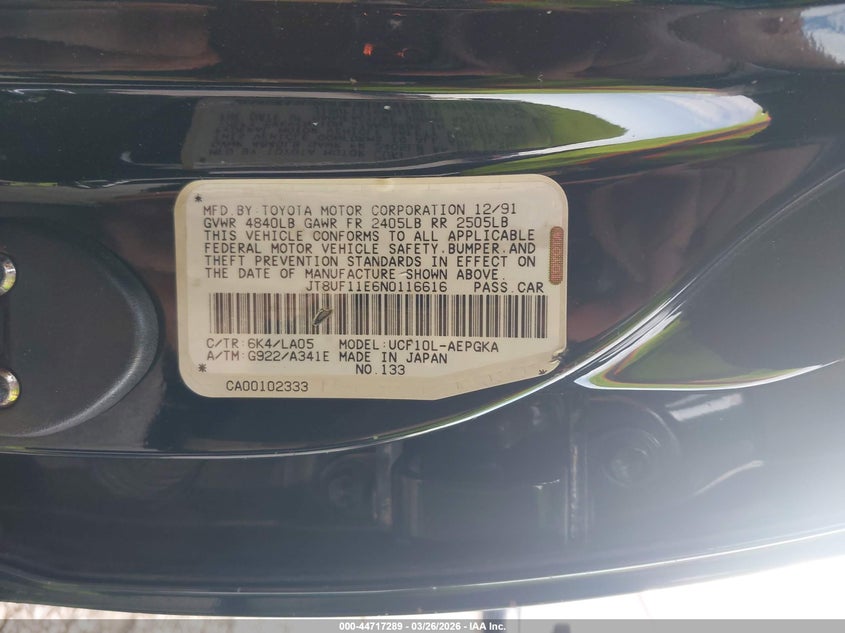 MFD BY TOYOTA MOTOR CORPORATION 12/91
GVWR 4840LB GAWR FR 2405LB RR 2505LB
THIS VEHICLE CONFORMS TO ALL APPLICABLE
FEDERAL MOTOR VEHICLE SAFETY, BUMPER, AND
THEFT PREVENTION STANDARDS IN EFFECT ON
THE DATE OF MANUFACTURE SHOWN ABOVE.
JT8UF11E6N0116616 PASS.CAR
C/TR:6K4/LA05 MODEL:UCF10L-AEPGKA
A/TM:G922/A341E MADE IN JAPAN
NO.133
CA00102333
000-44717289 | 03/26/2026 | IAA Inc.